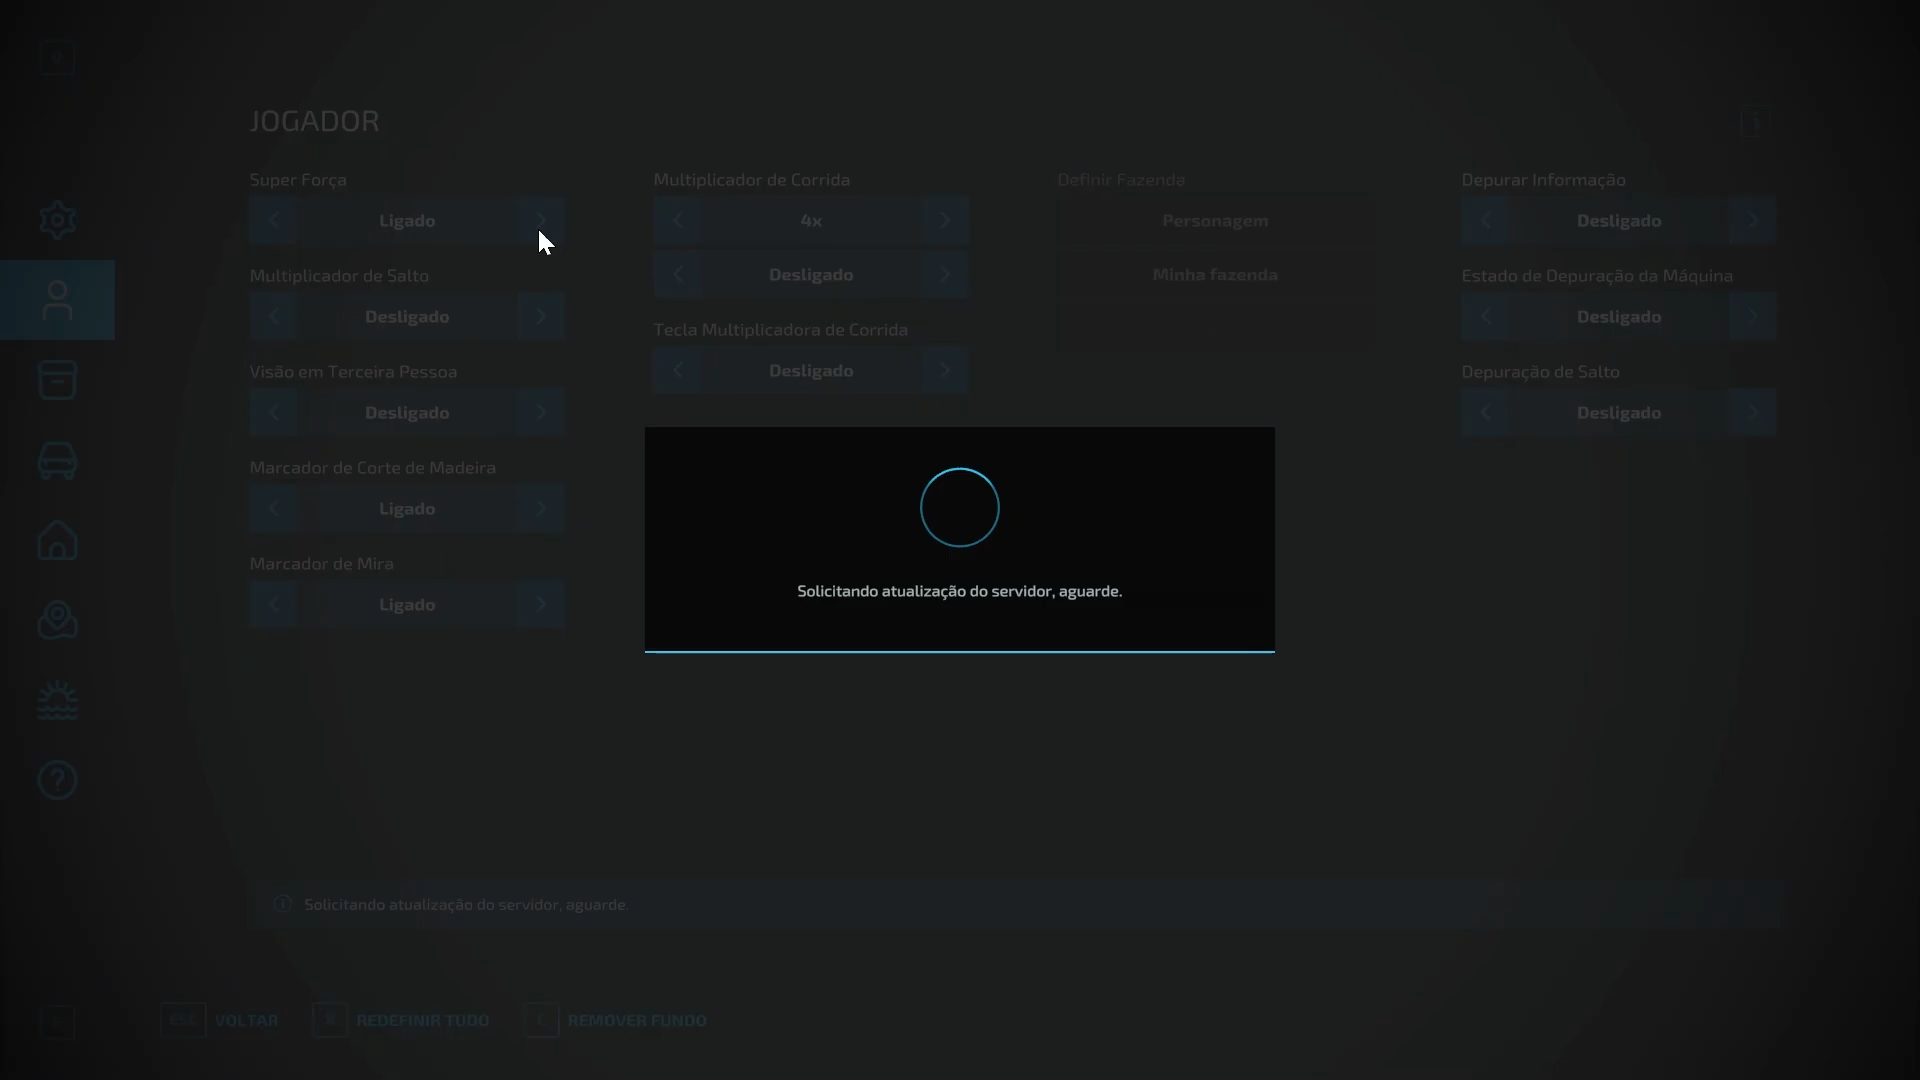 JOGADOR
Super Força
Ligado
Multiplicador de Salto
Desligado
Visão em Terceira Pessoa
Desligado
Marcador de Corte de Madeira
Ligado
Marcador de Mira
Ligado
Multiplicador de Corrida
4x
Desligado
Tecla Multiplicadora de Corrida
Desligado
Definir Fazenda
Personagem
Minha fazenda
Depurar Informação
Desligado
Estado de Depuração da Máquina
Desligado
Depuração de Salto
Desligado
Solicitando atualização do servidor, aguarde.
Solicitando atualização do servidor, aguarde.
ESC VOLTAR
X REDEFINIR TUDO
REMOVER FUNDO